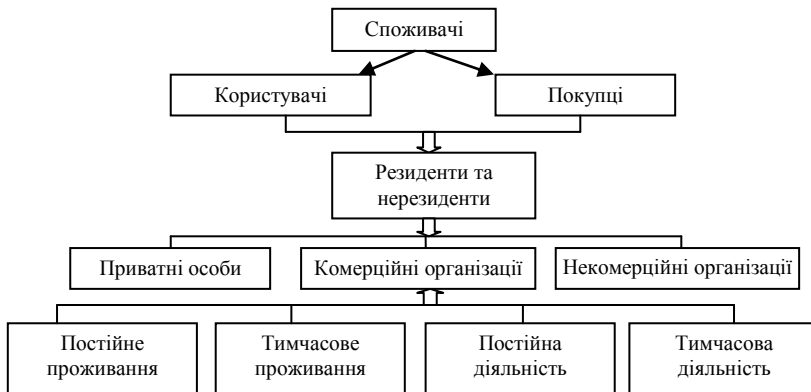 Споживачі
Користувачі
Покупці
Резиденти та
нерезиденти
Приватні особи
Комерційні організації
Некомерційні організації
Постійне
проживання
Тимчасове
проживання
Постійна
діяльність
Тимчасова
діяльність